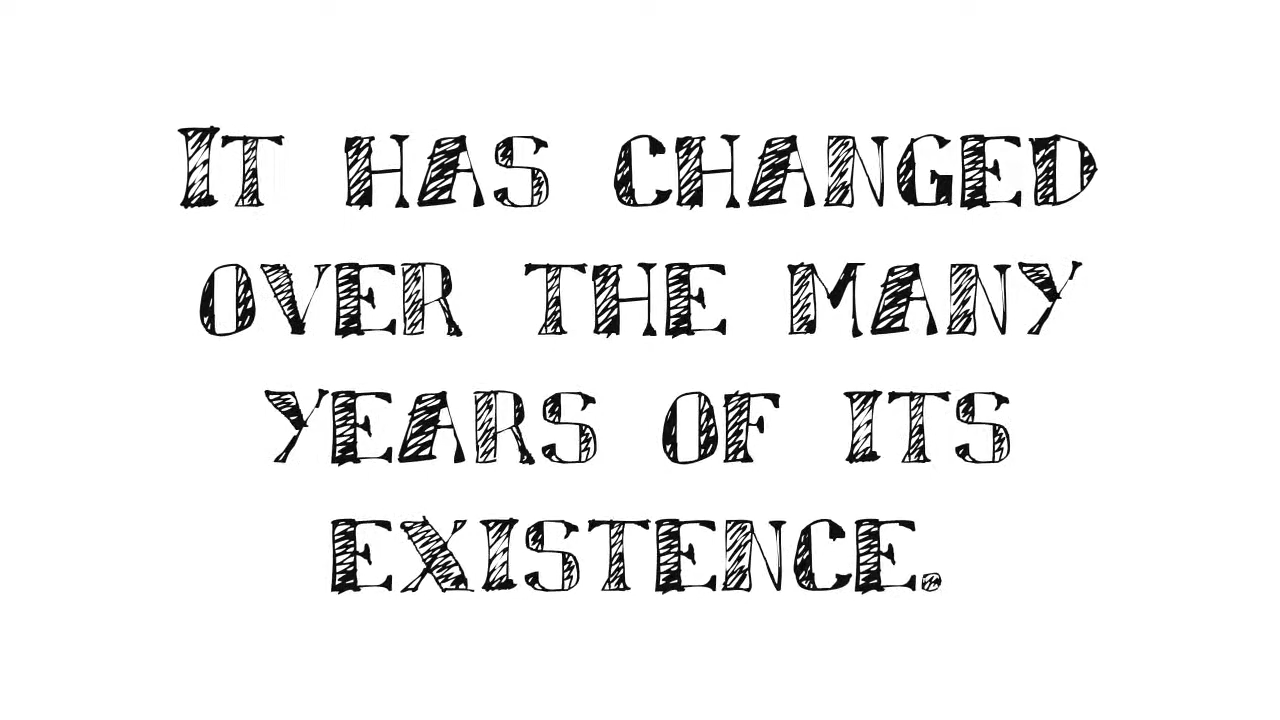 It has changed
over the many
years of its
existence.